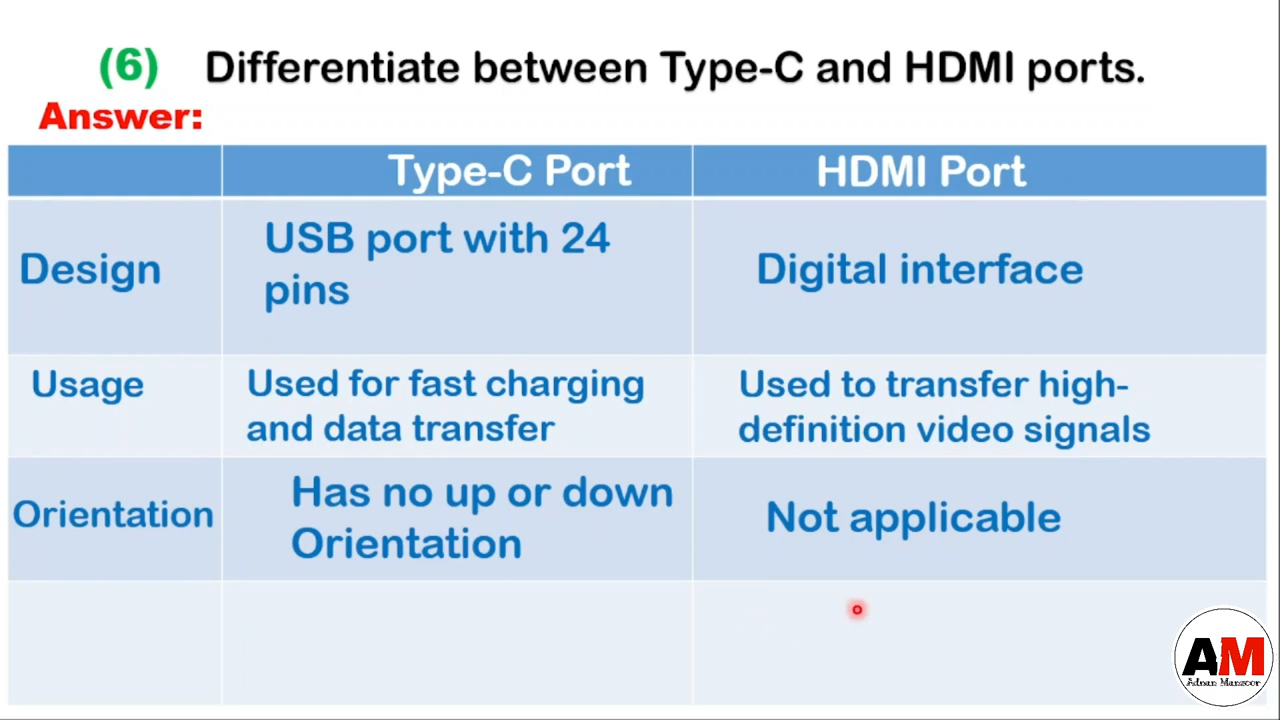 (6) Differentiate between Type-C and HDMI ports.
Answer:
Type-C Port
HDMI Port
Design
USB port with 24
pins
Digital interface
Usage
Used for fast charging
and data transfer
Used to transfer high-
definition video signals
Orientation
Has no up or down
Orientation
Not applicable
AM
Adnan Mansoor